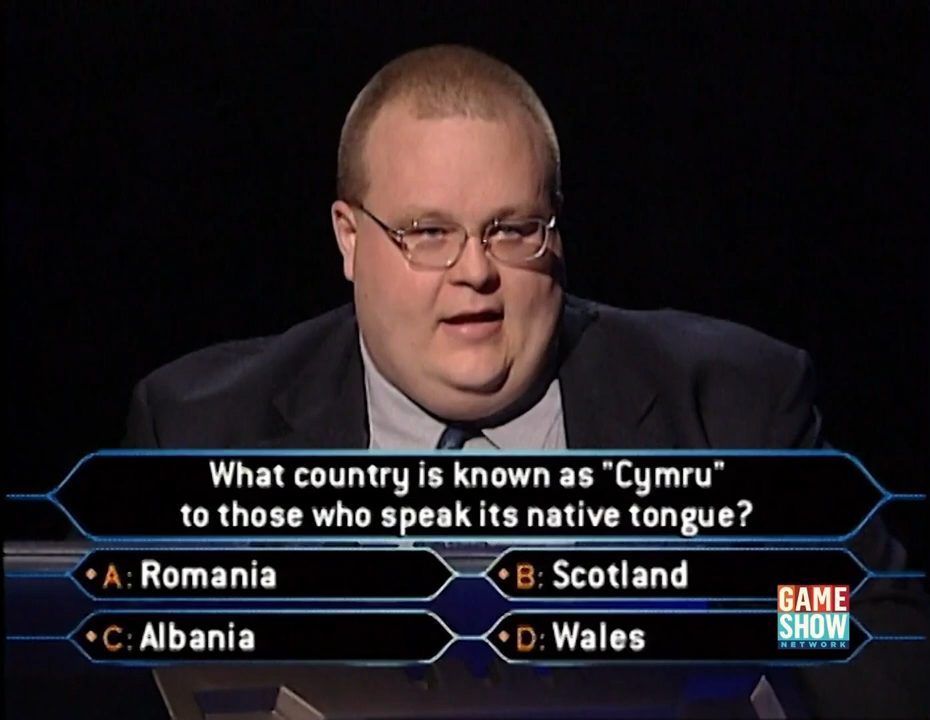 What country is known as "Cymru"
to those who speak its native tongue?
A: Romania
B: Scotland
C: Albania
D: Wales
GAME
SHOW
NETWORK